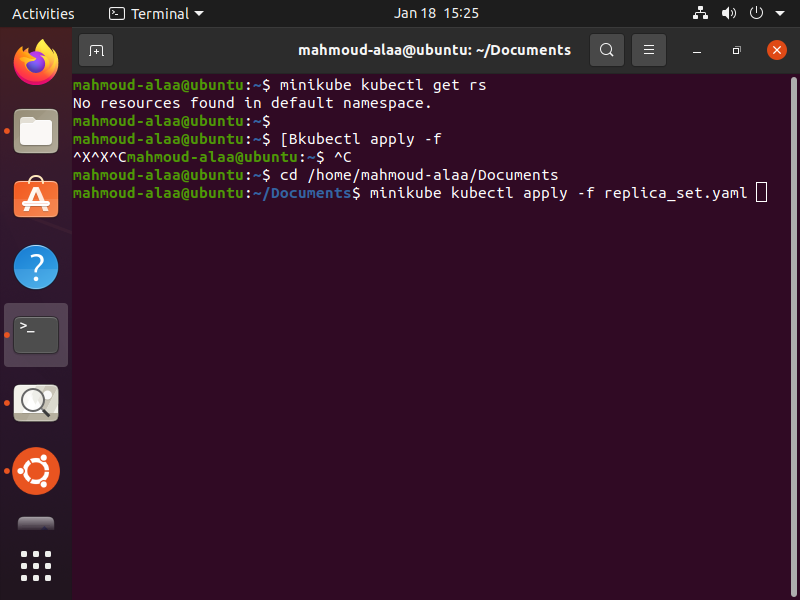 Activities Terminal Jan 18 15:25
mahmoud-alaa@ubuntu: ~/Documents
mahmoud-alaa@ubuntu:~$ minikube kubectl get rs
No resources found in default namespace.
mahmoud-alaa@ubuntu:~$
mahmoud-alaa@ubuntu:~$ [Bkubectl apply -f
^X^X^Cmahmoud-alaa@ubuntu:~$ ^C
mahmoud-alaa@ubuntu:~$ cd /home/mahmoud-alaa/Documents
mahmoud-alaa@ubuntu:~/Documents$ minikube kubectl apply -f replica_set.yaml